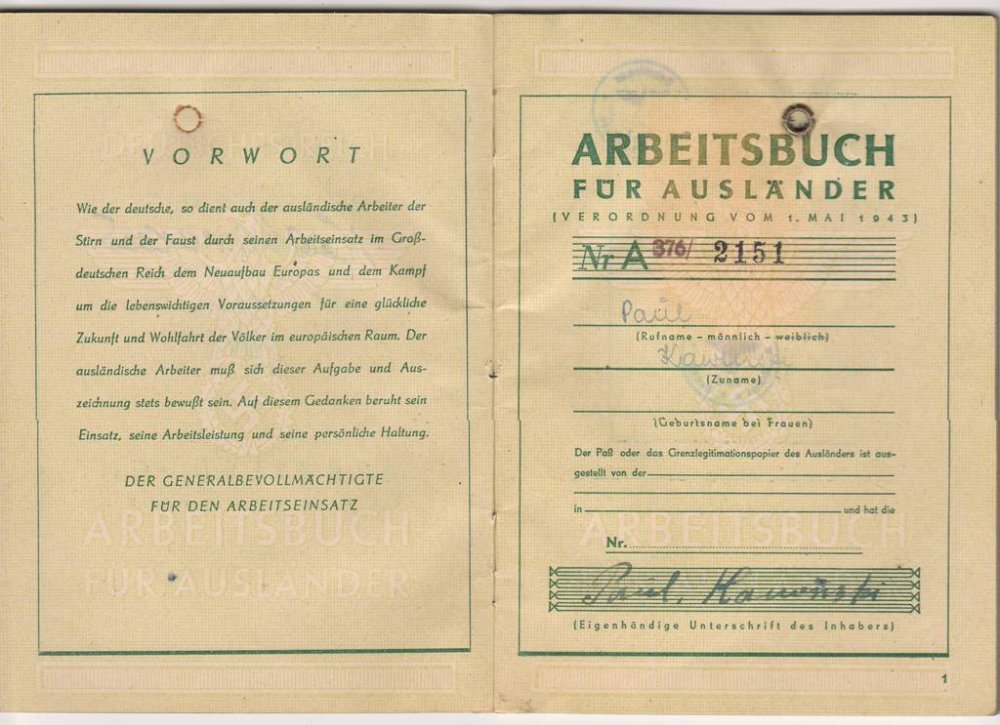 VORWORT
Wie der deutsche, so dient auch der ausländische Arbeiter der
Stirn und der Faust durch seinen Arbeitseinsatz im Groß-
deutschen Reich dem Neuaufbau Europas und dem Kampf
um die lebenswichtigen Voraussetzungen für eine glückliche
Zukunft und Wohlfahrt der Völker im europäischen Raum. Der
ausländische Arbeiter muß sich dieser Aufgabe und Aus-
zeichnung stets bewußt sein. Auf diesem Gedanken beruht sein
Einsatz, seine Arbeitsleistung und seine persönliche Haltung.
DER GENERALBEVOLLMÄCHTIGTE
FÜR DEN ARBEITSEINSATZ
ARBEITSBUCH
FÜR AUSLÄNDER
ARBEITSBUCH
FÜR AUSLÄNDER
(VERORDNUNG VOM 1. MAI 1943)
Nr A 376/ 2151
Paul
(Rufname – männlich – weiblich)
(Zuname)
(Geburtsname bei Frauen)
Der Paß oder das Grenzlegitimationspapier des Ausländers ist aus-
gestellt von der
in und hat die
ARBEITSBUCH
Nr.
Paul.
(Eigenhändige Unterschrift des Inhabers)
1